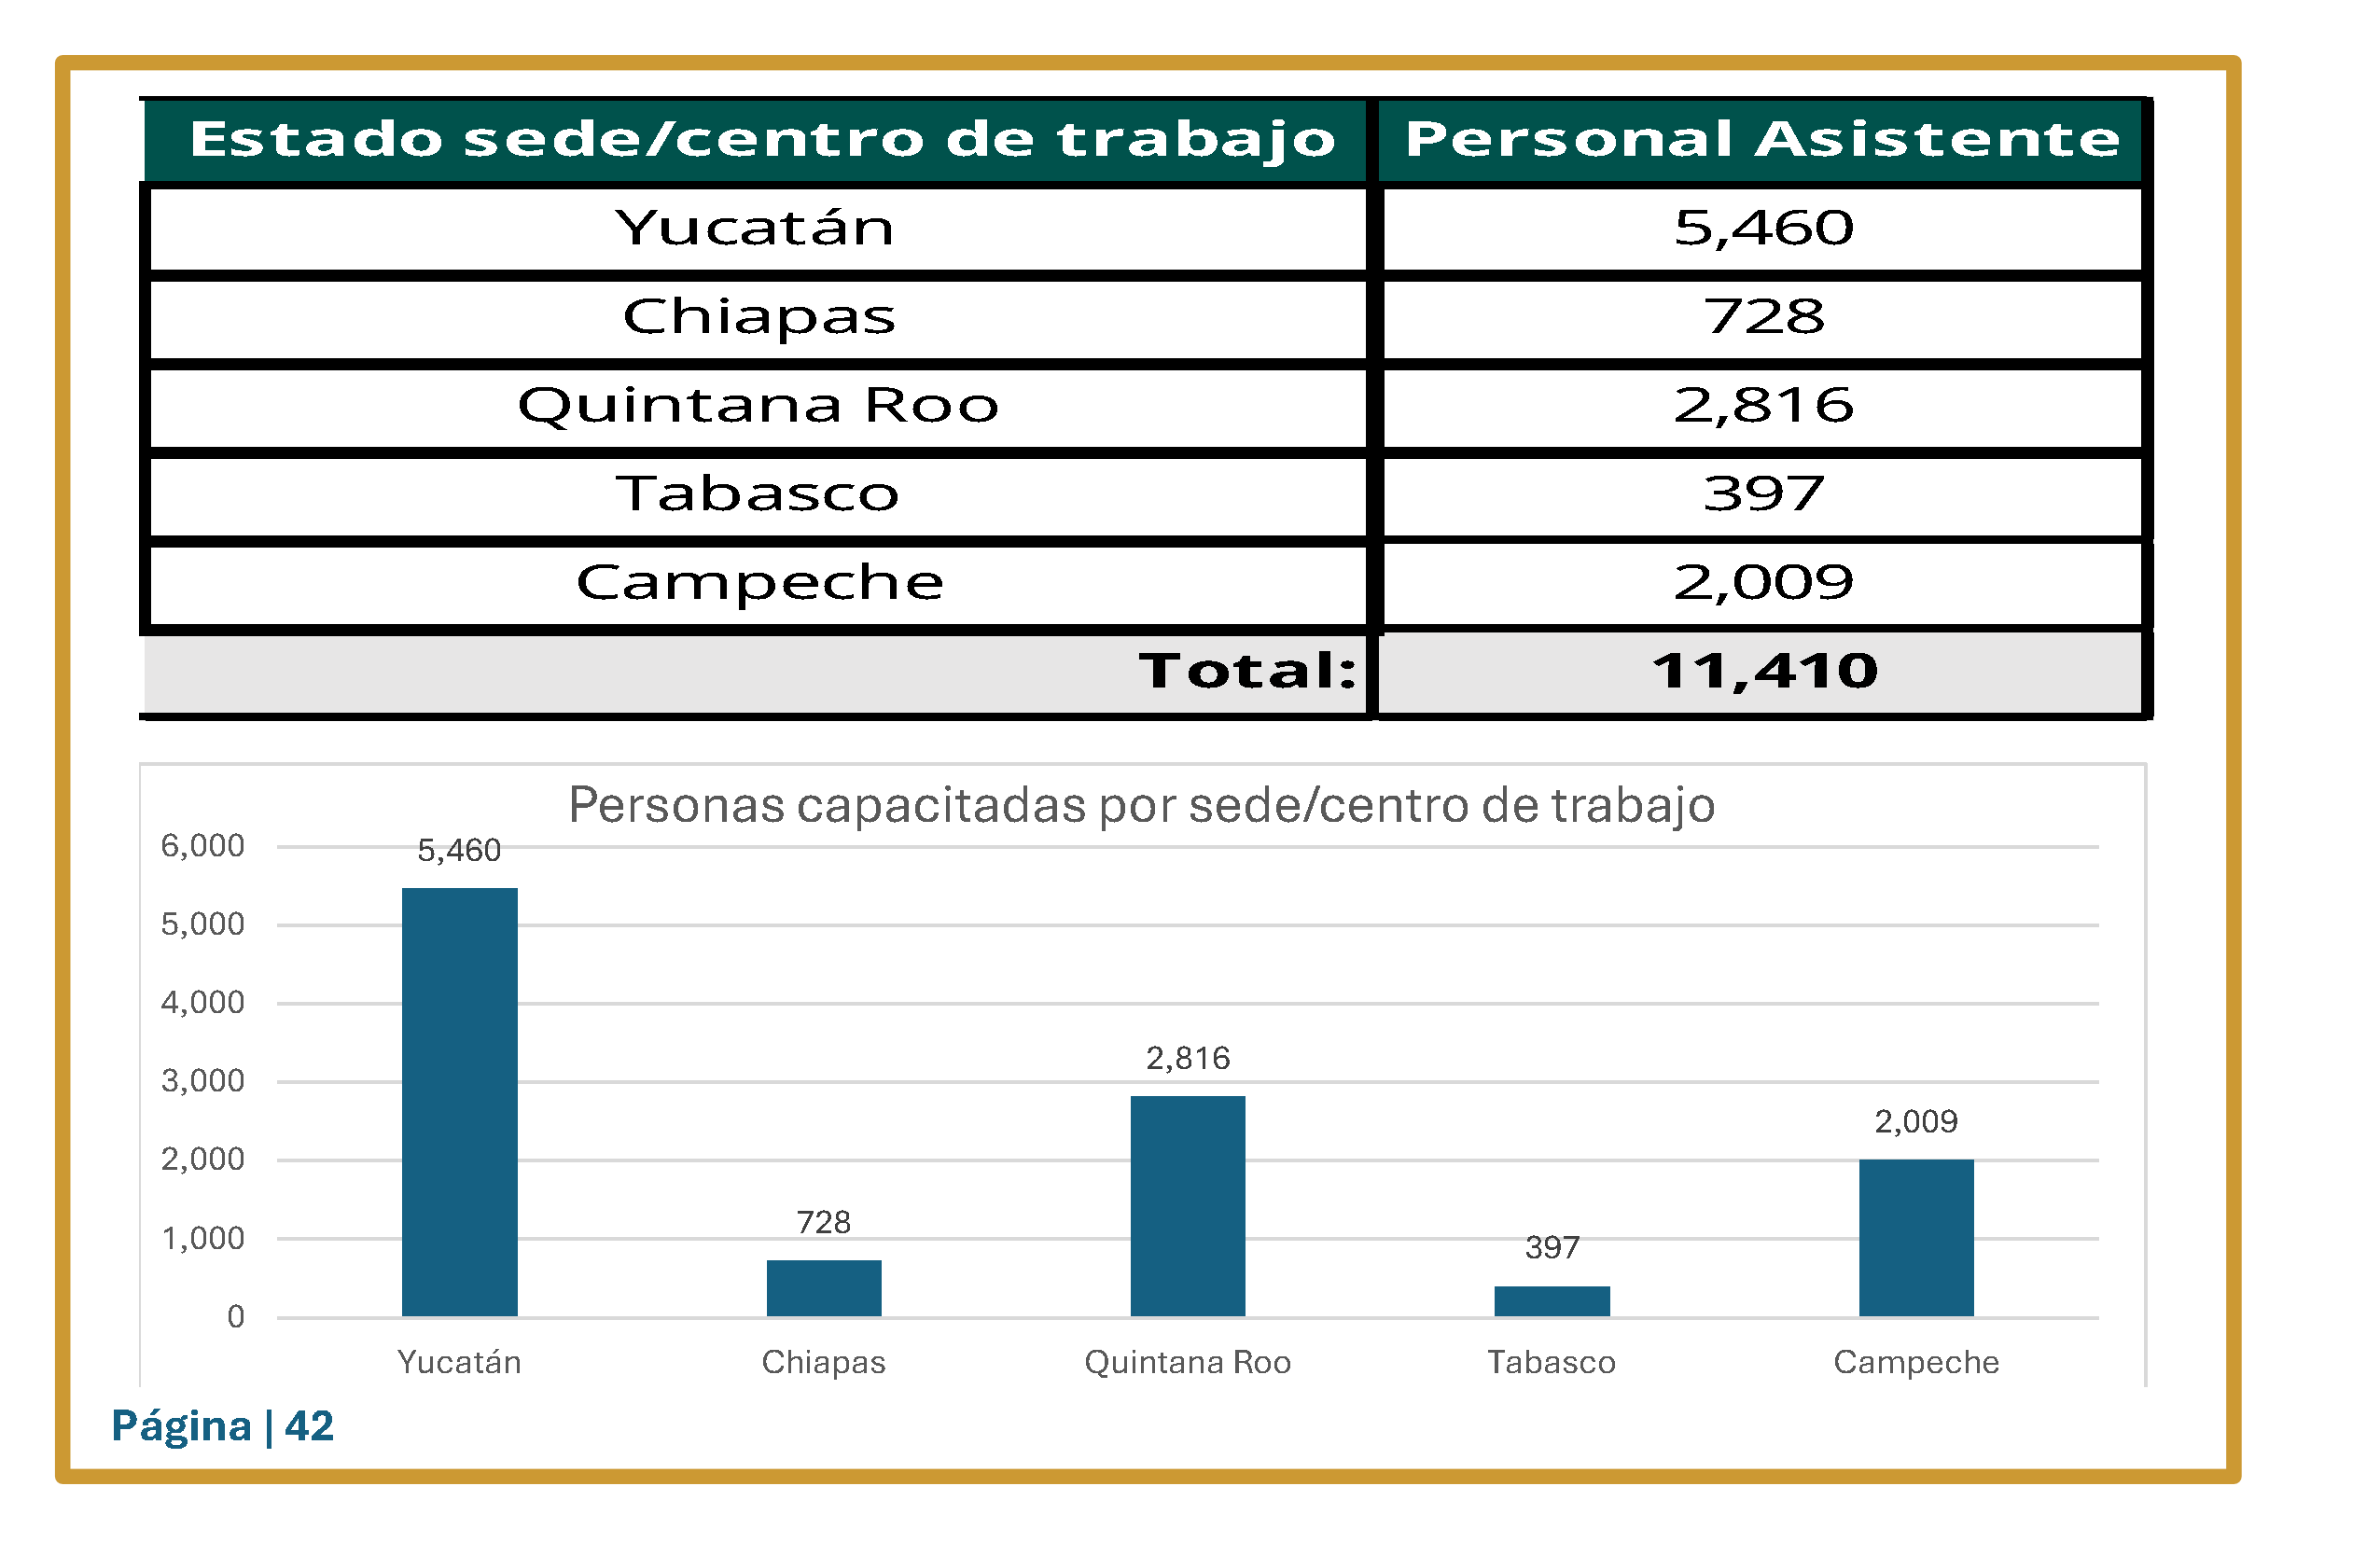 Estado sede/centro de trabajo Personal Asistente
Yucatán 5,460
Chiapas 728
Quintana Roo 2,816
Tabasco 397
Campeche 2,009
Total: 11,410
Personas capacitadas por sede/centro de trabajo
6,000
5,000
4,000
3,000
2,000
1,000
0
5,460
728
2,816
397
2,009
Yucatán Chiapas Quintana Roo Tabasco Campeche
Página | 42